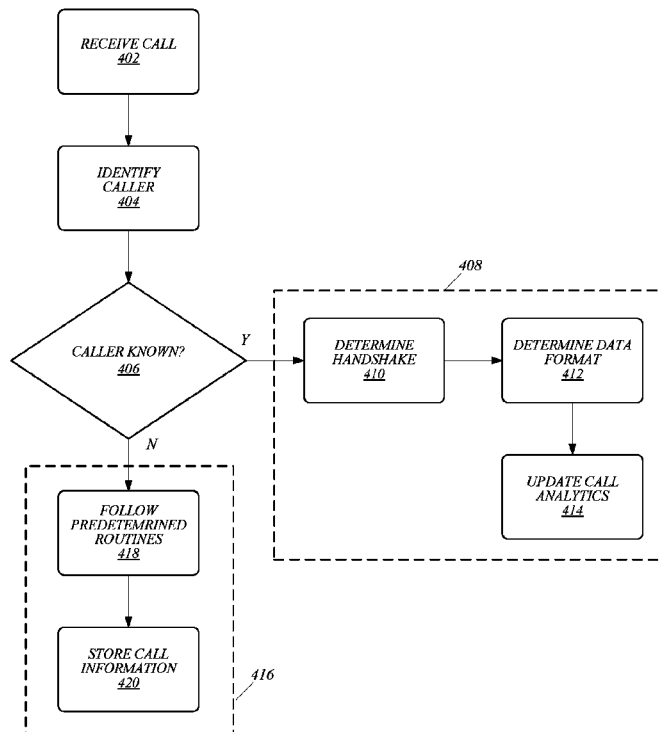 RECEIVE CALL
402
IDENTIFY
CALLER
404
408
CALLER KNOWN?
406
Y
DETERMINE
HANDSHAKE
410
DETERMINE DATA
FORMAT
412
N
UPDATE CALL
ANALYTICS
414
FOLLOW
PREDETEMRINED
ROUTINES
418
STORE CALL
INFORMATION
420
416